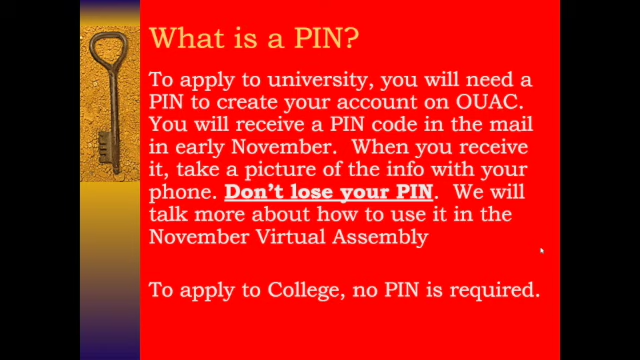 What is a PIN?
To apply to university, you will need a
PIN to create your account on OUAC.
You will receive a PIN code in the mail
in early November.  When you receive
it, take a picture of the info with your
phone. Don't lose your PIN.  We will
talk more about how to use it in the
November Virtual Assembly
To apply to College, no PIN is required.